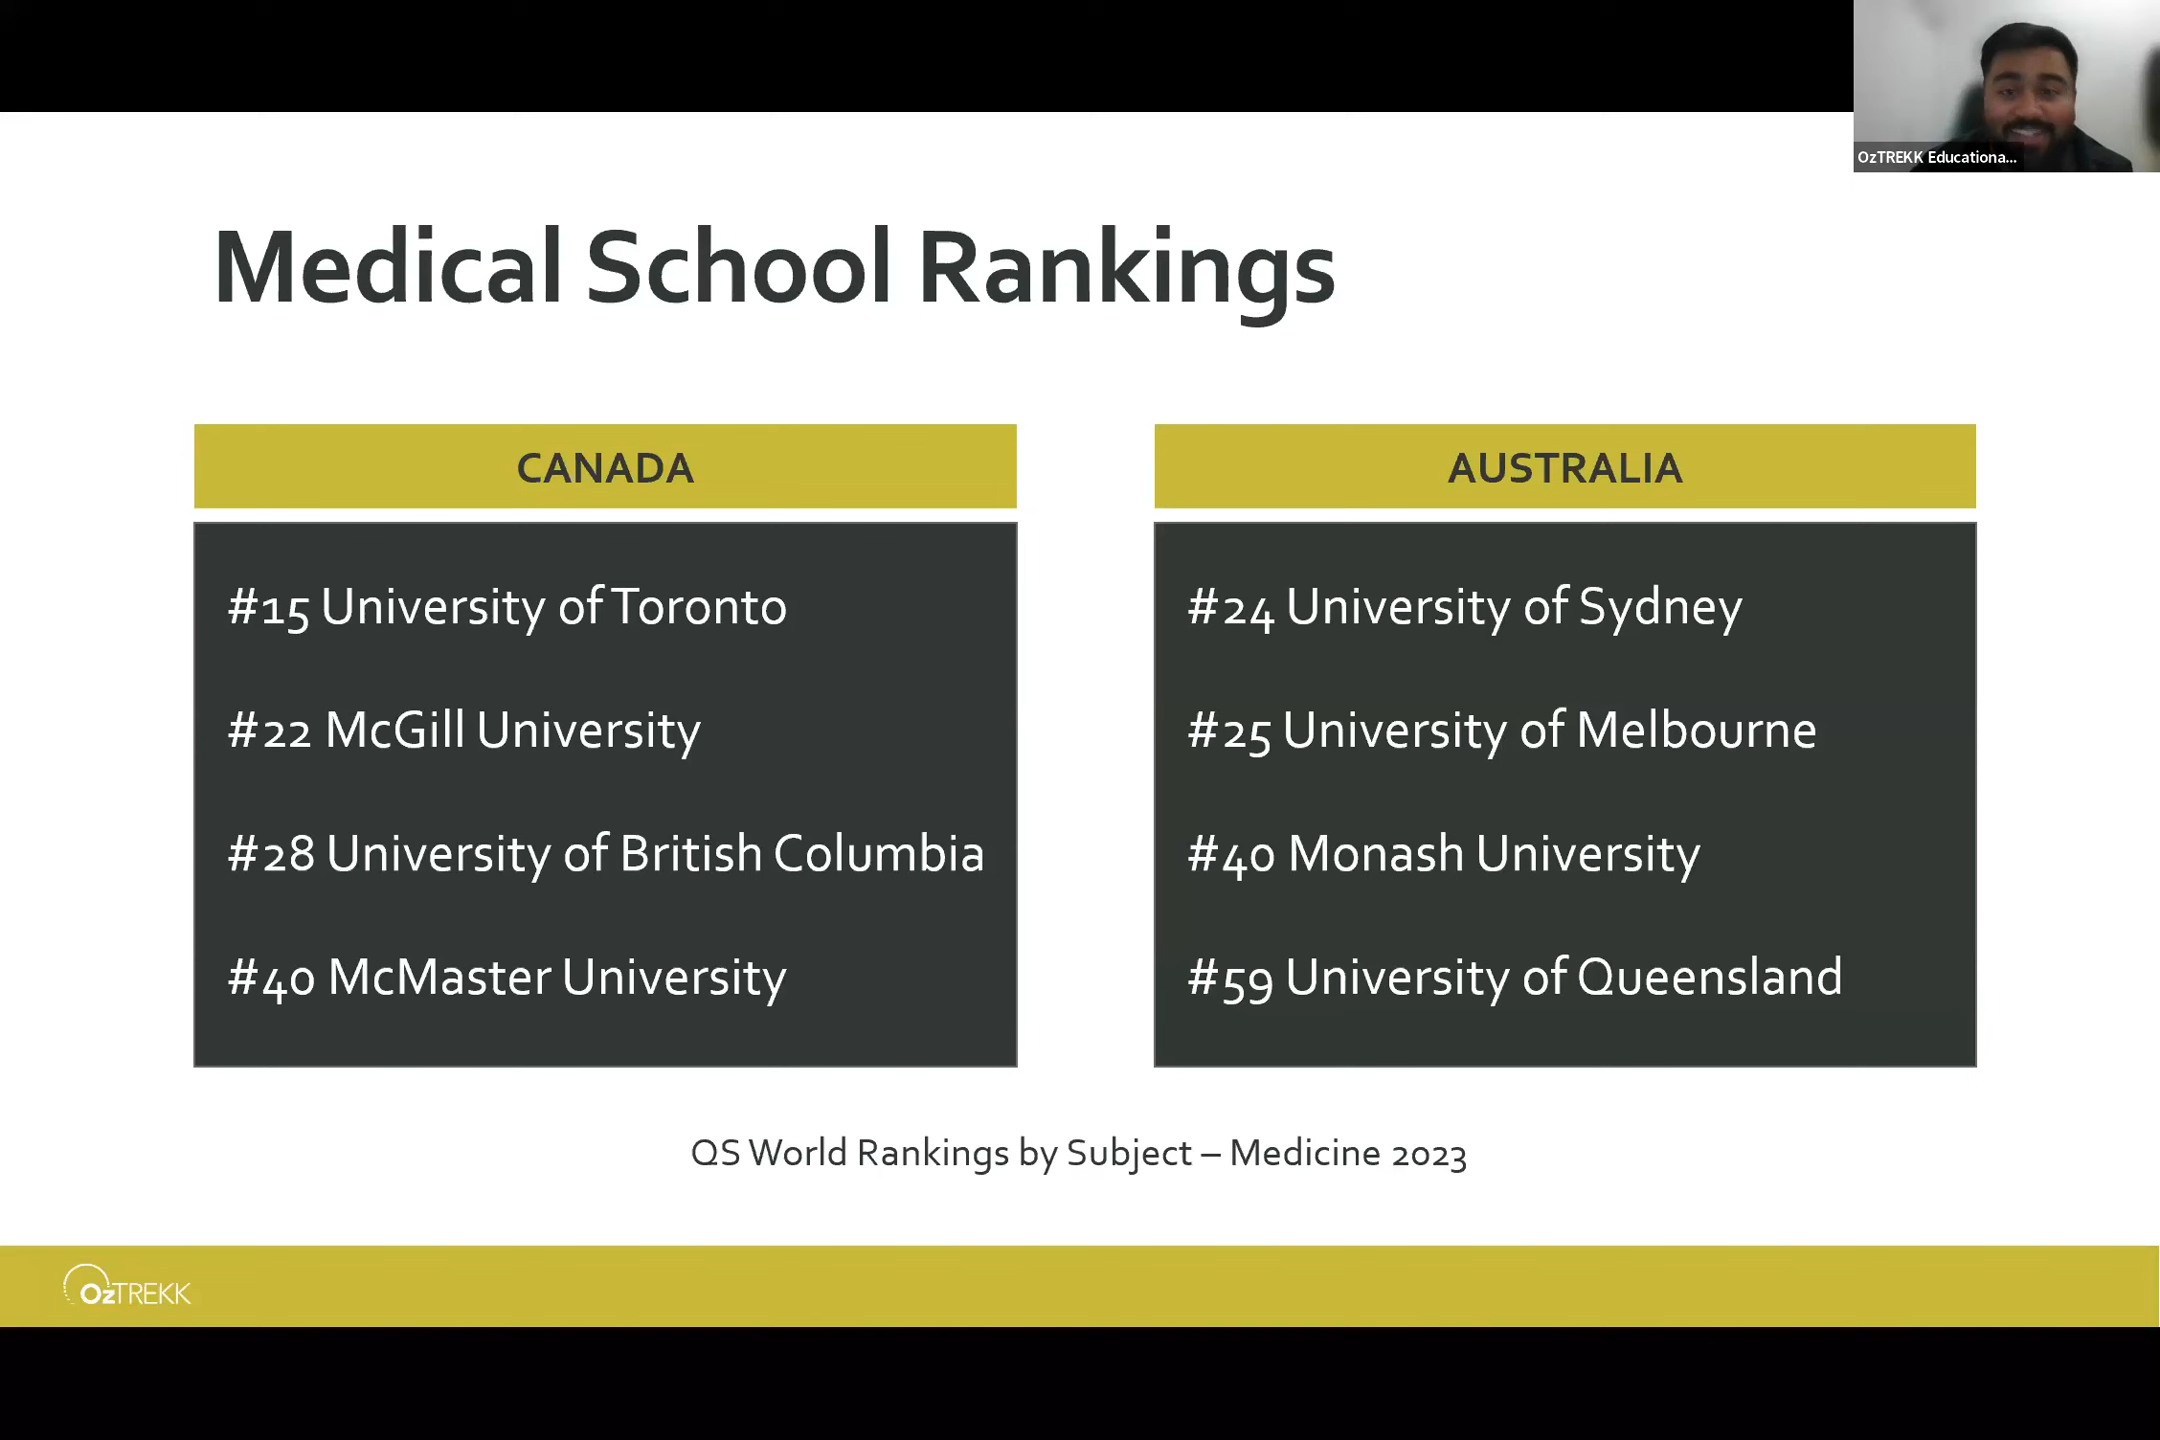 OzTREKK Educationa...
Medical School Rankings
CANADA
#15 University of Toronto
#22 McGill University
#28 University of British Columbia
#40 McMaster University
AUSTRALIA
#24 University of Sydney
#25 University of Melbourne
#40 Monash University
#59 University of Queensland
QS World Rankings by Subject – Medicine 2023
OzTREKK